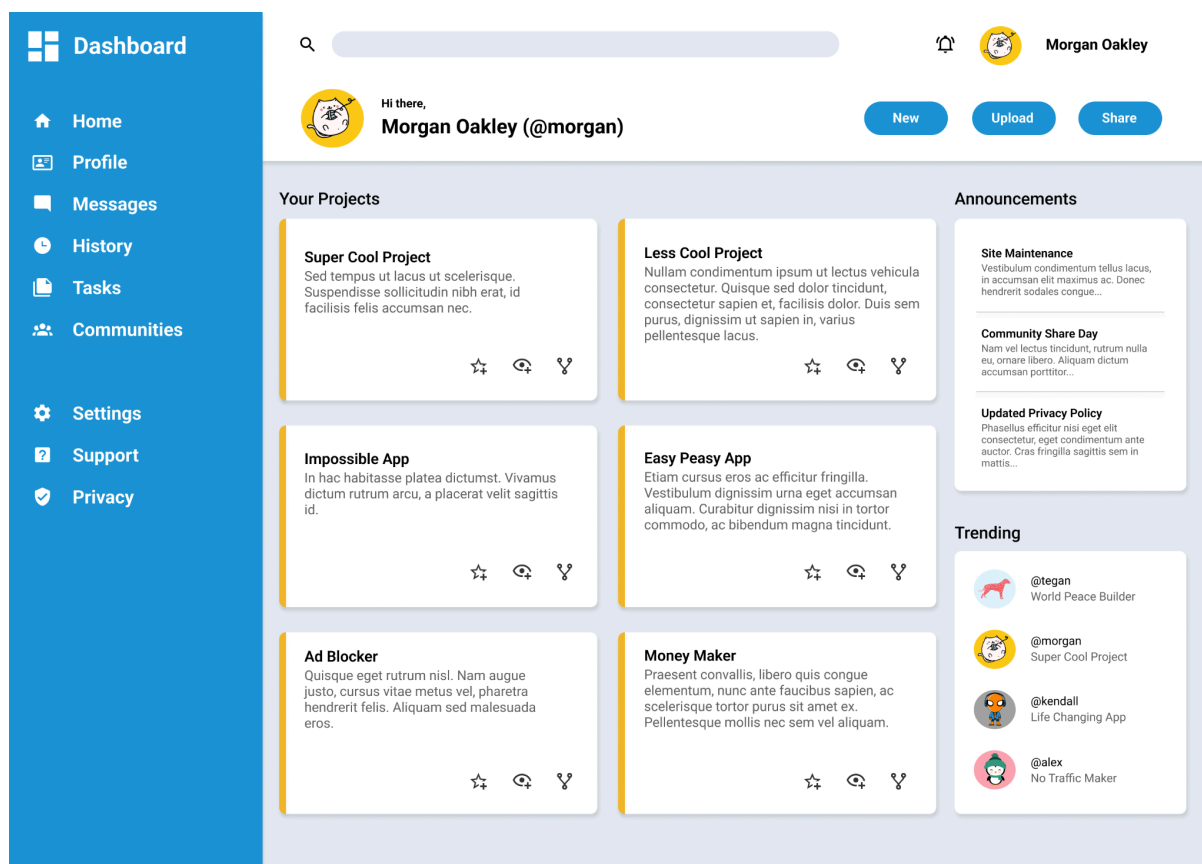 Dashboard
Home
Profile
Messages
History
Tasks
Communities
Settings
Support
Privacy
Morgan Oakley
Hi there,
Morgan Oakley (@morgan)
New
Upload
Share
Your Projects
Super Cool Project
Sed tempus ut lacus ut scelerisque.
Suspendisse sollicitudin nibh erat, id
facilisis felis accumsan nec.
Less Cool Project
Nullam condimentum ipsum ut lectus vehicula
consectetur. Quisque sed dolor tincidunt,
consectetur sapien et, facilisis dolor. Duis sem
purus, dignissim ut sapien in, varius
pellentesque lacus.
Impossible App
In hac habitasse platea dictumst. Vivamus
dictum rutrum arcu, a placerat velit sagittis
id.
Easy Peasy App
Etiam cursus eros ac efficitur fringilla.
Vestibulum dignissim urna eget accumsan
aliquam. Curabitur dignissim nisi in tortor
commodo, ac bibendum magna tincidunt.
Ad Blocker
Quisque eget rutrum nisl. Nam augue
justo, cursus vitae metus vel, pharetra
hendrerit felis. Aliquam sed malesuada
eros.
Money Maker
Praesent convallis, libero quis congue
elementum, nunc ante faucibus sapien, ac
scelerisque tortor purus sit amet ex.
Pellentesque mollis nec sem vel aliquam.
Announcements
Site Maintenance
Vestibulum condimentum tellus lacus,
in accumsan elit maximus ac. Donec
hendrerit sodales congue...
Community Share Day
Nam vel lectus tincidunt, rutrum nulla
eu, ornare libero. Aliquam dictum
accumsan porttitor...
Updated Privacy Policy
Phasellus efficitur nisi eget elit
consectetur, eget condimentum ante
auctor. Cras fringilla sagittis sem in
mattis...
Trending
@tegan
World Peace Builder
@morgan
Super Cool Project
@kendall
Life Changing App
@alex
No Traffic Maker